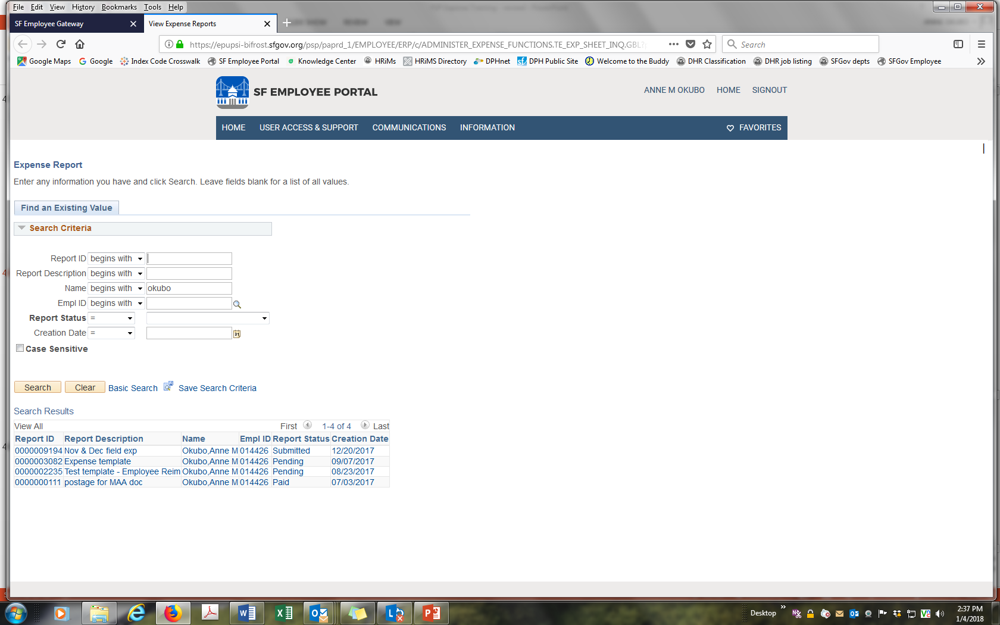 File Edit View History Bookmarks Tools Help
SF Employee Gateway
View Expense Reports
https://epupsi-bifrost.sfgov.org/psp/paprd_1/EMPLOYEE/ERP/c/ADMINISTER_EXPENSE_FUNCTIONS.TE_EXP_SHEET_INQ.GBL?
Search
Google Maps Google Index Code Crosswalk SF Employee Portal Knowledge Center HRiMs HRiMS Directory DPHnet DPH Public Site Welcome to the Buddy DHR Classification DHR job listing SFGov depts SFGov Employee
SF EMPLOYEE PORTAL
ANNE M OKUBO HOME SIGNOUT
HOME USER ACCESS & SUPPORT COMMUNICATIONS INFORMATION FAVORITES
Expense Report
Enter any information you have and click Search. Leave fields blank for a list of all values.
Find an Existing Value
Search Criteria
Report ID begins with
Report Description begins with
Name begins with okubo
Empl ID begins with
Report Status =
Creation Date = 31
Case Sensitive
Search Clear Basic Search Save Search Criteria
Search Results
View All First 1-4 of 4 Last
Report ID Report Description Name Empl ID Report Status Creation Date
0000009194 Nov & Dec field exp Okubo,Anne M 014426 Submitted 12/20/2017
0000003082 Expense template Okubo,Anne M 014426 Pending 09/07/2017
0000002235 Test template - Employee Reim Okubo,Anne M 014426 Pending 08/23/2017
0000000111 postage for MAA doc Okubo,Anne M 014426 Paid 07/03/2017
Desktop
2:37 PM
1/4/2018